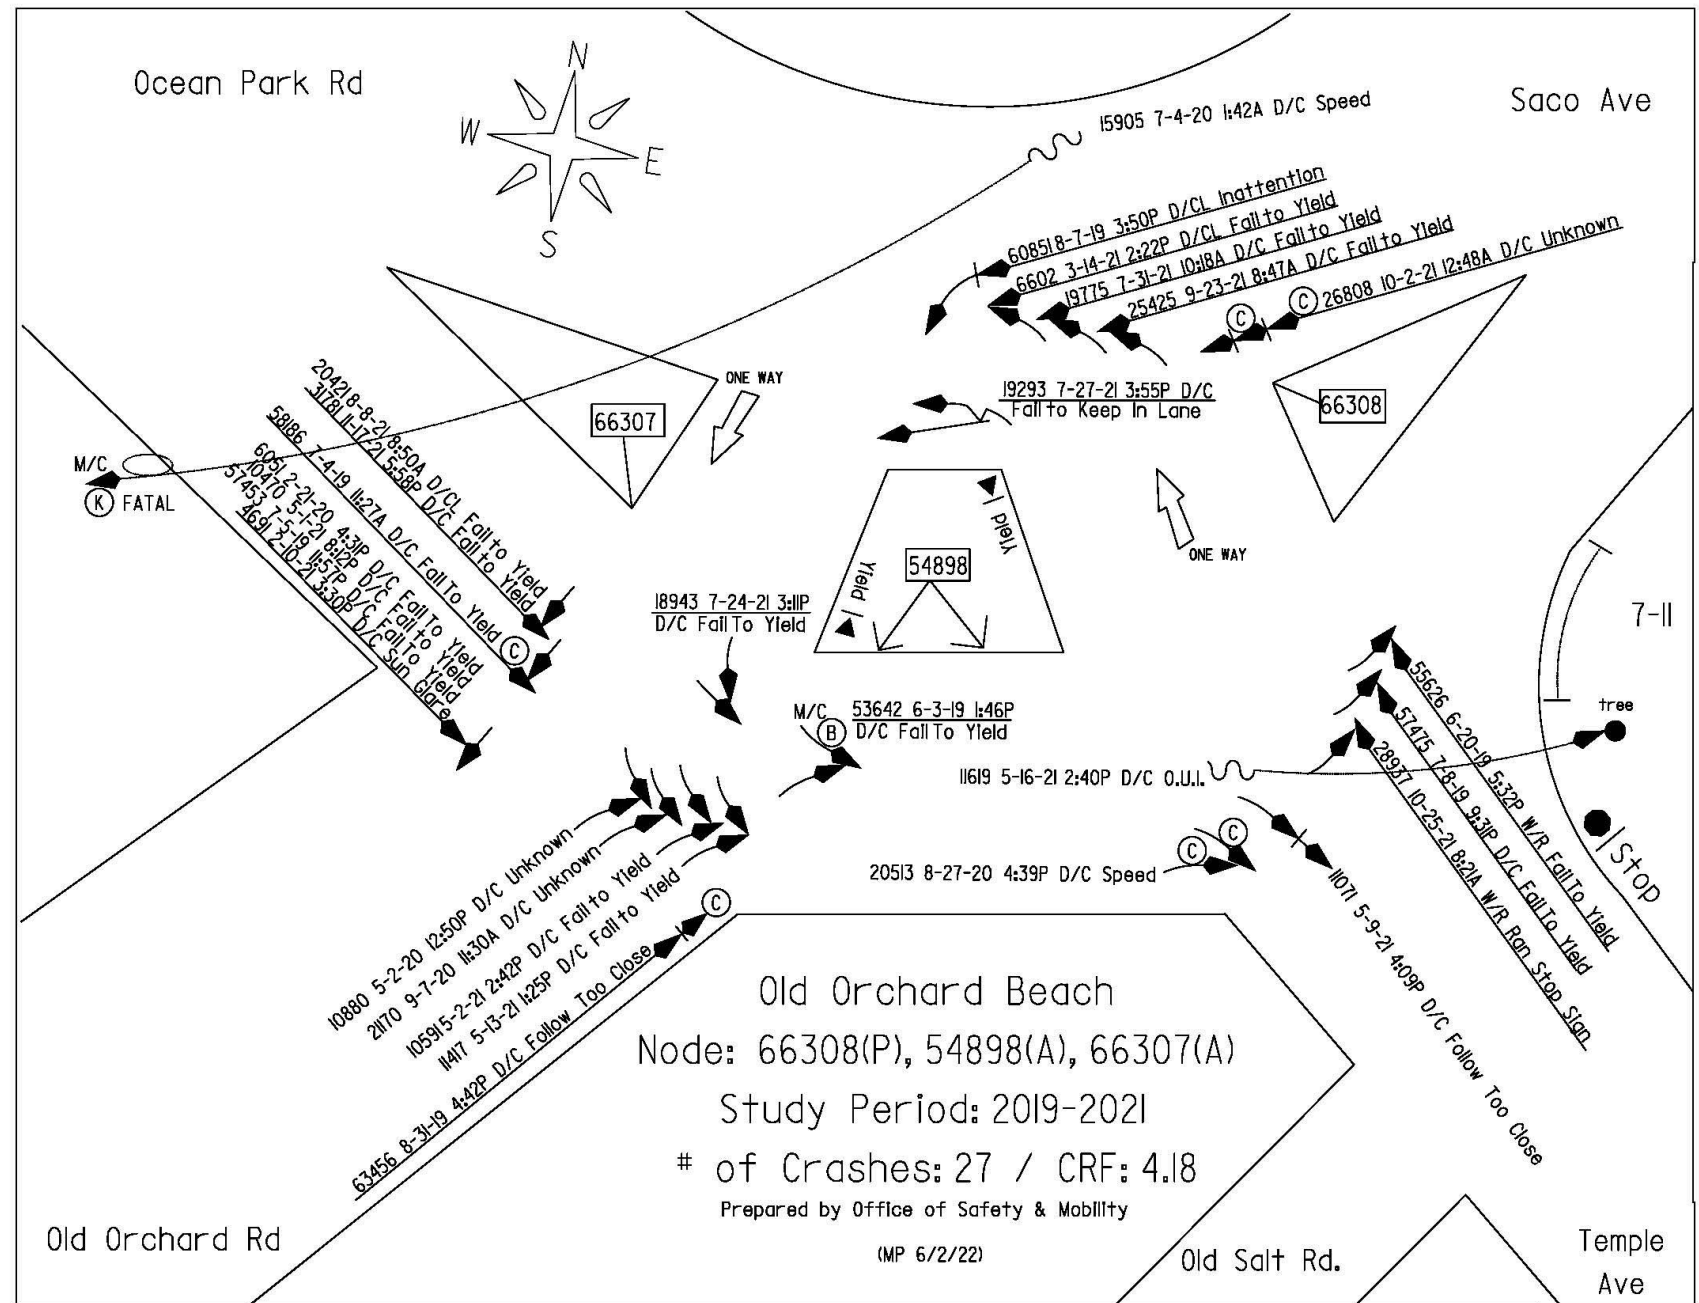 Ocean Park Rd
N
W
E
S
Saco Ave
15905 7-4-20 1:42A D/C Speed
60851 8-7-19 3:50P D/CL Inattention
6602 3-14-21 2:22P D/CL Fail to Yield
19775 7-31-21 10:18A D/C Fail to Yield
25425 9-23-21 8:47A D/C Fail to Yield
C 26808 10-2-21 12:48A D/C Unknown
C
ONE WAY
19293 7-27-21 3:55P D/C
Fail to Keep In Lane
66307
66308
20421 8-8-21 8:50A D/CL Fail to Yield
31781 11-17-21 5:58P D/C Fail to Yield
58186 7-4-19 11:27A D/C Fail To Yield
C
6051 2-21-20 4:31P D/C Fail To Yield
10470 5-1-21 8:12P D/C Fail to Yield
57453 7-5-19 11:57P D/C Fail To Yield
4691 2-10-21 3:30P D/C Sun Glare
M/C
K FATAL
Yield
Yield
54898
ONE WAY
7-11
18943 7-24-21 3:11P
D/C Fail To Yield
M/C
B
53642 6-3-19 1:46P
D/C Fail To Yield
tree
11619 5-16-21 2:40P D/C O.U.I.
55626 6-20-19 5:32P W/R Fail To Yield
57475 7-8-19 9:31P D/C Fail To Yield
28937 10-25-21 8:21A W/R Ran Stop Sign
Stop
C
C
20513 8-27-20 4:39P D/C Speed
11071 5-9-21 4:09P D/C Follow Too Close
10880 5-2-20 12:50P D/C Unknown
21170 9-7-20 11:30A D/C Unknown
10591 5-2-21 2:42P D/C Fail to Yield
11417 5-13-21 1:25P D/C Fail to Yield
63456 8-31-19 4:42P D/C Follow Too Close
C
Old Orchard Beach
Node: 66308(P), 54898(A), 66307(A)
Study Period: 2019-2021
# of Crashes: 27 / CRF: 4.18
Prepared by Office of Safety & Mobility
(MP 6/2/22)
Old Orchard Rd
Old Salt Rd.
Temple
Ave